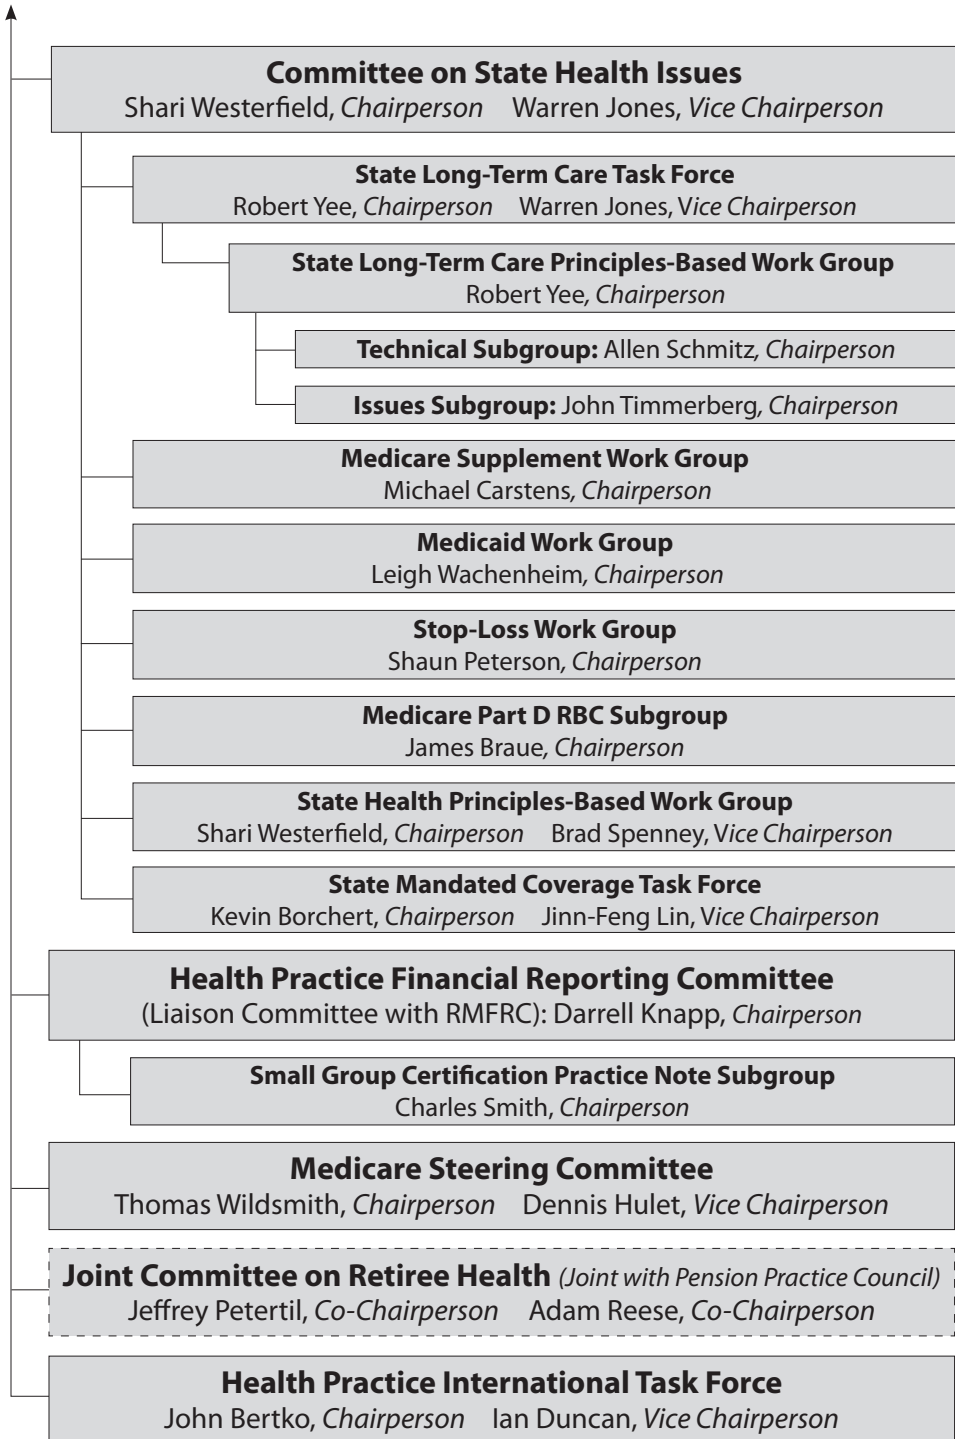 Committee on State Health Issues
Shari Westerfield, Chairperson Warren Jones, Vice Chairperson
State Long-Term Care Task Force
Robert Yee, Chairperson Warren Jones, Vice Chairperson
State Long-Term Care Principles-Based Work Group
Robert Yee, Chairperson
Technical Subgroup: Allen Schmitz, Chairperson
Issues Subgroup: John Timmerberg, Chairperson
Medicare Supplement Work Group
Michael Carstens, Chairperson
Medicaid Work Group
Leigh Wachenheim, Chairperson
Stop-Loss Work Group
Shaun Peterson, Chairperson
Medicare Part D RBC Subgroup
James Braue, Chairperson
State Health Principles-Based Work Group
Shari Westerfield, Chairperson Brad Spenney, Vice Chairperson
State Mandated Coverage Task Force
Kevin Borchert, Chairperson Jinn-Feng Lin, Vice Chairperson
Health Practice Financial Reporting Committee
(Liaison Committee with RMFRC): Darrell Knapp, Chairperson
Small Group Certification Practice Note Subgroup
Charles Smith, Chairperson
Medicare Steering Committee
Thomas Wildsmith, Chairperson Dennis Hulet, Vice Chairperson
Joint Committee on Retiree Health (Joint with Pension Practice Council)
Jeffrey Petertil, Co-Chairperson Adam Reese, Co-Chairperson
Health Practice International Task Force
John Bertko, Chairperson Ian Duncan, Vice Chairperson